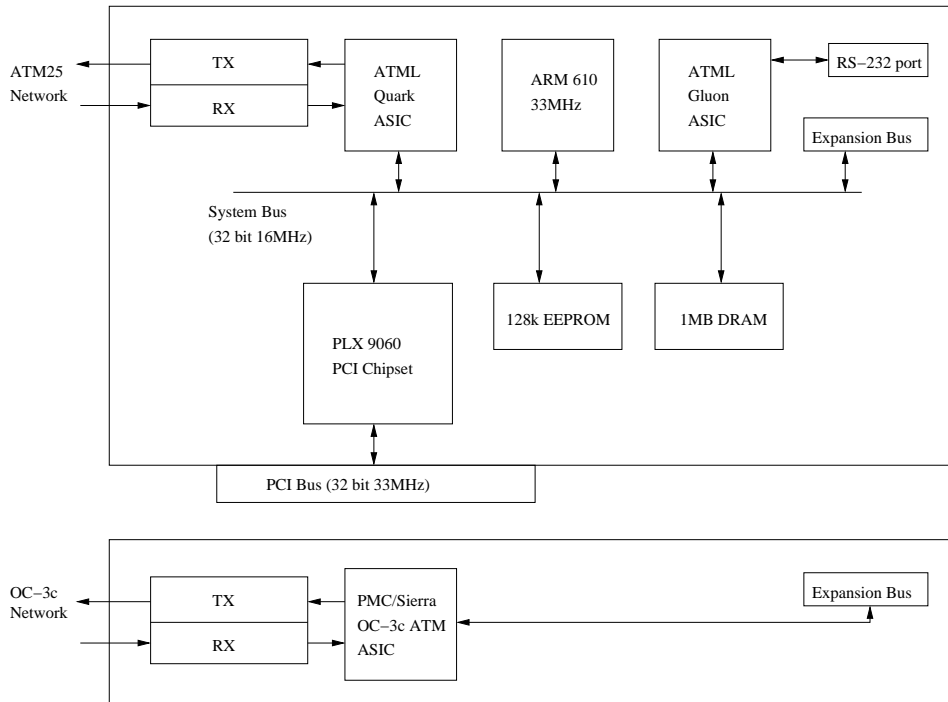 ATM25
Network
TX
RX
ATML
Quark
ASIC
ARM 610
33MHz
ATML
Gluon
ASIC
RS−232 port
Expansion Bus
System Bus
(32 bit 16MHz)
PLX 9060
PCI Chipset
128k EEPROM
1MB DRAM
PCI Bus (32 bit 33MHz)
OC−3c
Network
TX
RX
PMC/Sierra
OC−3c ATM
ASIC
Expansion Bus